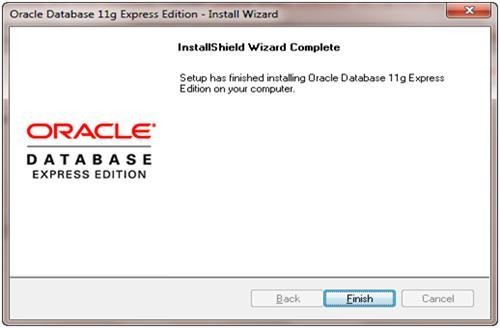 Oracle Database 11g Express Edition - Install Wizard
InstallShield Wizard Complete
Setup has finished installing Oracle Database 11g Express
Edition on your computer.
ORACLE®
DATABASE
EXPRESS EDITION
Back
Finish
Cancel